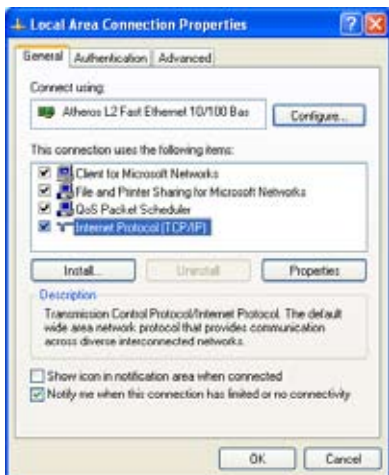 Local Area Connection Properties
General Authentication Advanced
Connect using:
Atheros L2 Fast Ethernet 10/100 Bas
Configure...
This connection uses the following items:
Client for Microsoft Networks
File and Printer Sharing for Microsoft Networks
QoS Packet Scheduler
Internet Protocol (TCP/IP)
Install... Uninstall Properties
Description
Transmission Control Protocol/Internet Protocol. The default
wide area network protocol that provides communication
across diverse interconnected networks.
Show icon in notification area when connected
Notify me when this connection has limited or no connectivity
OK Cancel